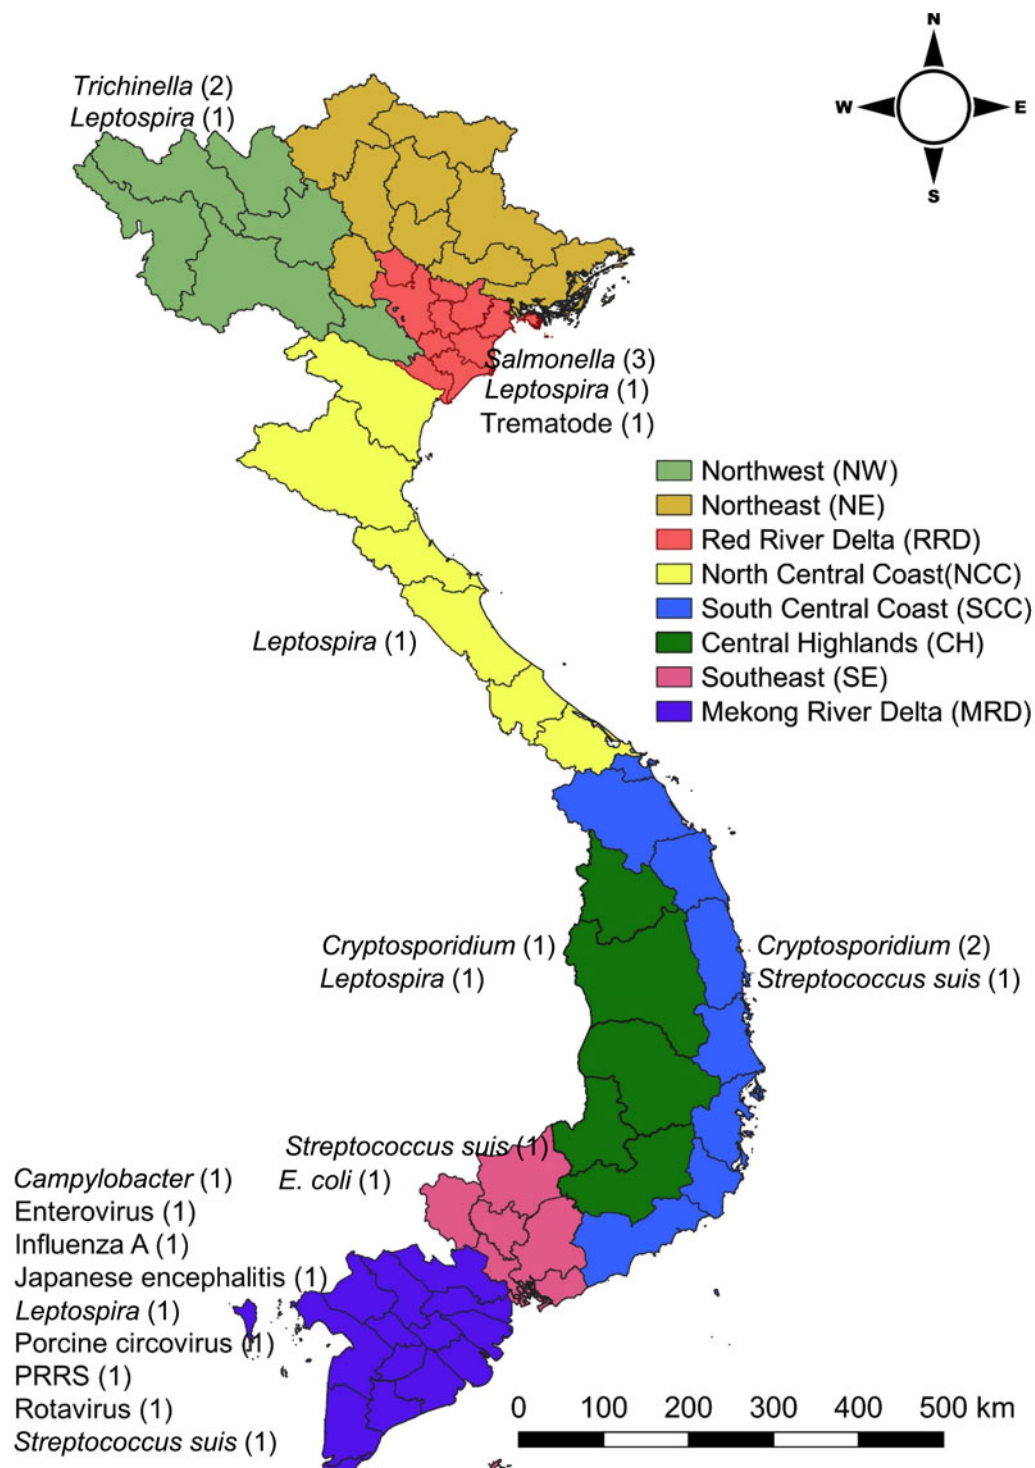 N
W E
S
Trichinella (2)
Leptospira (1)
Salmonella (3)
Leptospira (1)
Trematode (1)
Northwest (NW)
Northeast (NE)
Red River Delta (RRD)
North Central Coast(NCC)
South Central Coast (SCC)
Central Highlands (CH)
Southeast (SE)
Mekong River Delta (MRD)
Leptospira (1)
Cryptosporidium (1)
Leptospira (1)
Cryptosporidium (2)
Streptococcus suis (1)
Streptococcus suis (1)
E. coli (1)
Campylobacter (1)
Enterovirus (1)
Influenza A (1)
Japanese encephalitis (1)
Leptospira (1)
Porcine circovirus (1)
PRRS (1)
Rotavirus (1)
Streptococcus suis (1)
0 100 200 300 400 500 km